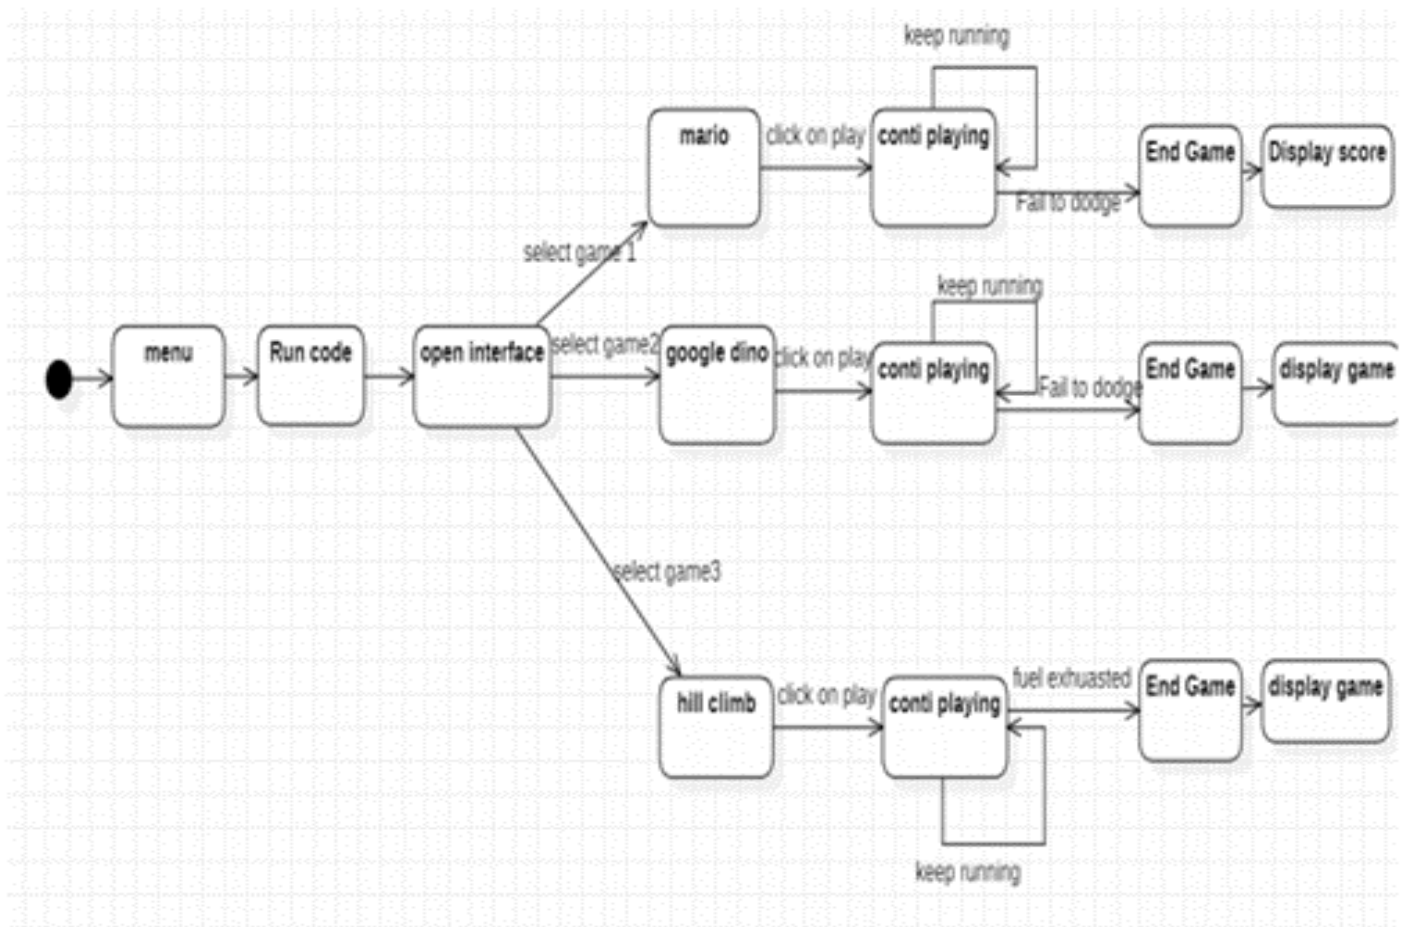 keep running
mario
click on play
conti playing
End Game
Display score
Fail to dodge
select game 1
keep running
menu
Run code
open interface
select game2
google dino
click on play
conti playing
Fail to dodge
End Game
display game
select game3
hill climb
click on play
conti playing
fuel exhuasted
End Game
display game
keep running